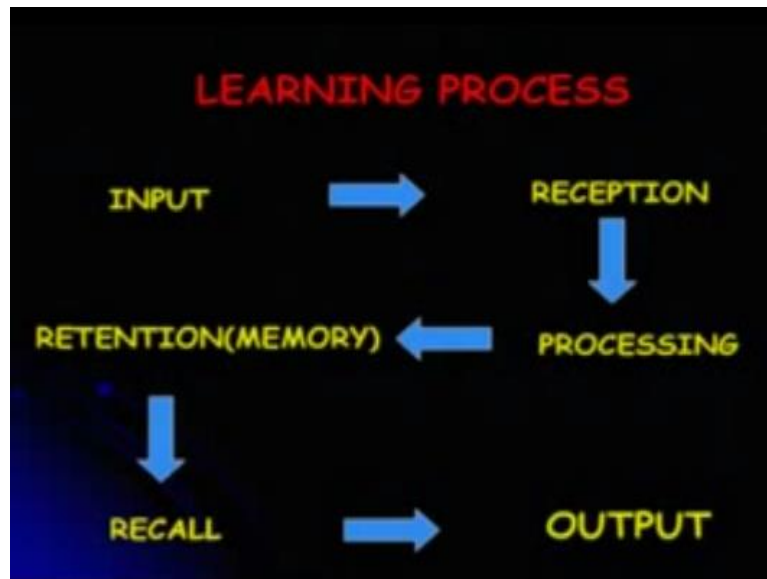 LEARNING PROCESS
INPUT
RECEPTION
PROCESSING
RETENTION(MEMORY)
RECALL
OUTPUT